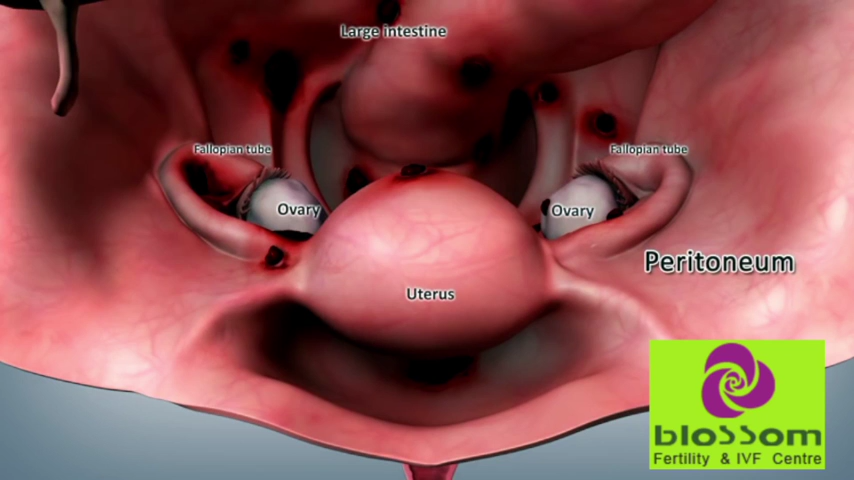 Large intestine
Fallopian tube
Fallopian tube
Ovary
Ovary
Peritoneum
Uterus
blossom
Fertility & IVF Centre